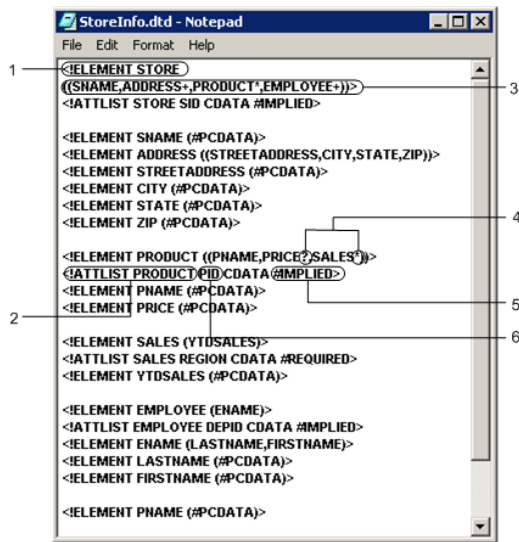 StoreInfo.dtd - Notepad
File Edit Format Help
1
<!ELEMENT STORE
((SNAME,ADDRESS+,PRODUCT*,EMPLOYEE+))>
3
<!ATTLIST STORE SID CDATA #IMPLIED>
<!ELEMENT SNAME (#PCDATA)>
<!ELEMENT ADDRESS ((STREETADDRESS,CITY,STATE,ZIP))>
<!ELEMENT STREETADDRESS (#PCDATA)>
<!ELEMENT CITY (#PCDATA)>
<!ELEMENT STATE (#PCDATA)>
<!ELEMENT ZIP (#PCDATA)>
4
<!ELEMENT PRODUCT ((PNAME,PRICE?,SALES*))>
<!ATTLIST PRODUCT PID CDATA #IMPLIED>
<!ELEMENT PNAME (#PCDATA)>
<!ELEMENT PRICE (#PCDATA)>
2
5
6
<!ELEMENT SALES (YTDSALES)>
<!ATTLIST SALES REGION CDATA #REQUIRED>
<!ELEMENT YTDSALES (#PCDATA)>
<!ELEMENT EMPLOYEE (ENAME)>
<!ATTLIST EMPLOYEE DEPID CDATA #IMPLIED>
<!ELEMENT ENAME (LASTNAME,FIRSTNAME)>
<!ELEMENT LASTNAME (#PCDATA)>
<!ELEMENT FIRSTNAME (#PCDATA)>
<!ELEMENT PNAME (#PCDATA)>